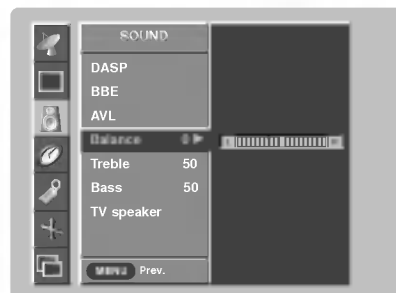 SOUND
DASP
BBE
AVL
Balance 0
Treble 50
Bass 50
TV speaker
MENU Prev.